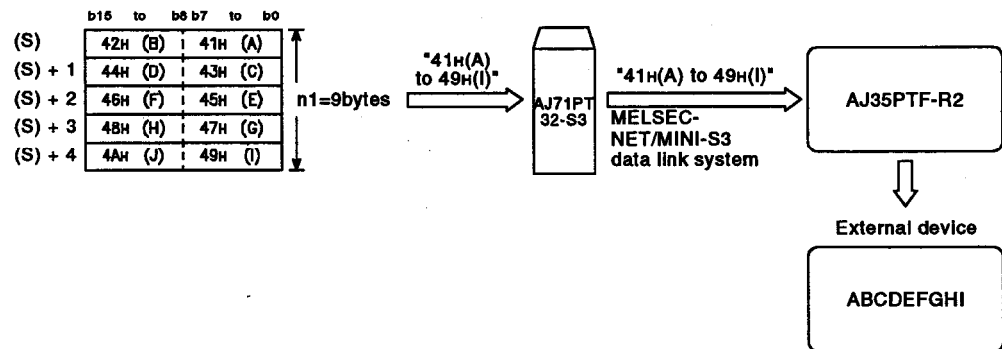 b15 to b8 b7 to b0
(S) 42H (B) 41H (A)
(S) + 1 44H (D) 43H (C)
(S) + 2 46H (F) 45H (E)
(S) + 3 48H (H) 47H (G)
(S) + 4 4AH (J) 49H (I)
n1=9bytes
"41H(A)
to 49H(I)"
AJ71PT
32-S3
"41H(A) to 49H(I)"
MELSEC-
NET/MINI-S3
data link system
AJ35PTF-R2
External device
ABCDEFGHI